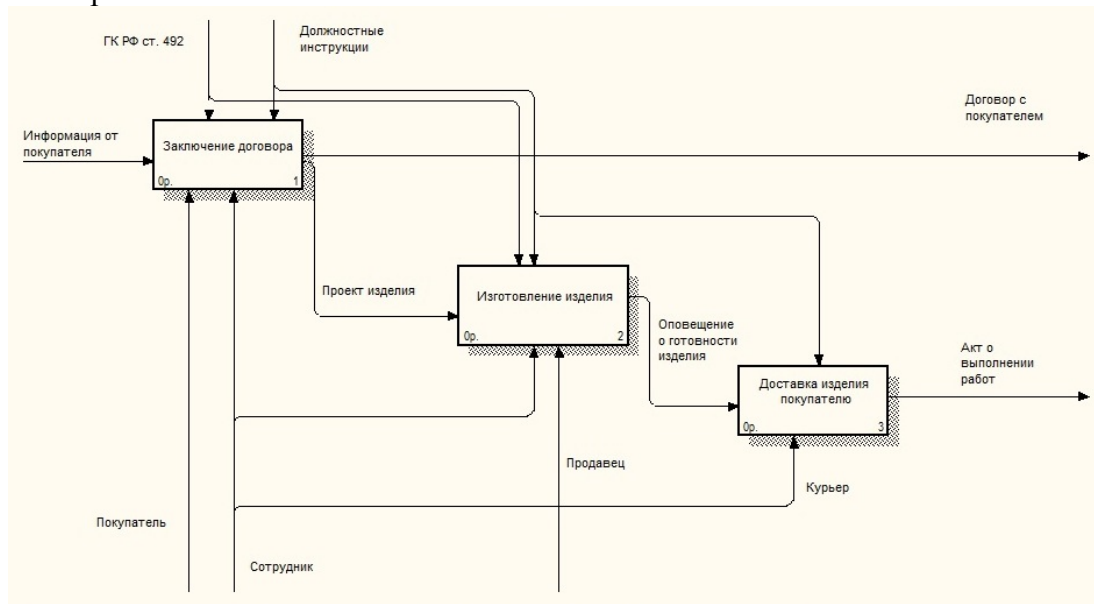 ГК РФ ст. 492
Должностные
инструкции
Договор с
покупателем
Информация от
покупателя
Заключение договора
0р.
1
Проект изделия
Изготовление изделия
0р.
2
Оповещение
о готовности
изделия
Акт о
выполнении
работ
Доставка изделия
покупателю
0р.
3
Продавец
Курьер
Покупатель
Сотрудник